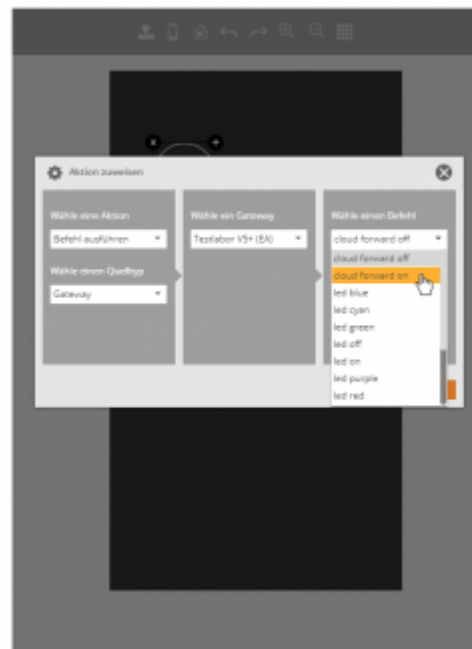 Aktion zuweisen
Wähle eine Aktion
Befehl ausführen
Wähle einen Quelltyp
Gateway
Wähle ein Gateway
Testlabor V3+ (EA)
Wähle einen Befehl
cloud forward off
cloud forward off
cloud forward on
led blue
led cyan
led green
led off
led on
led purple
led red